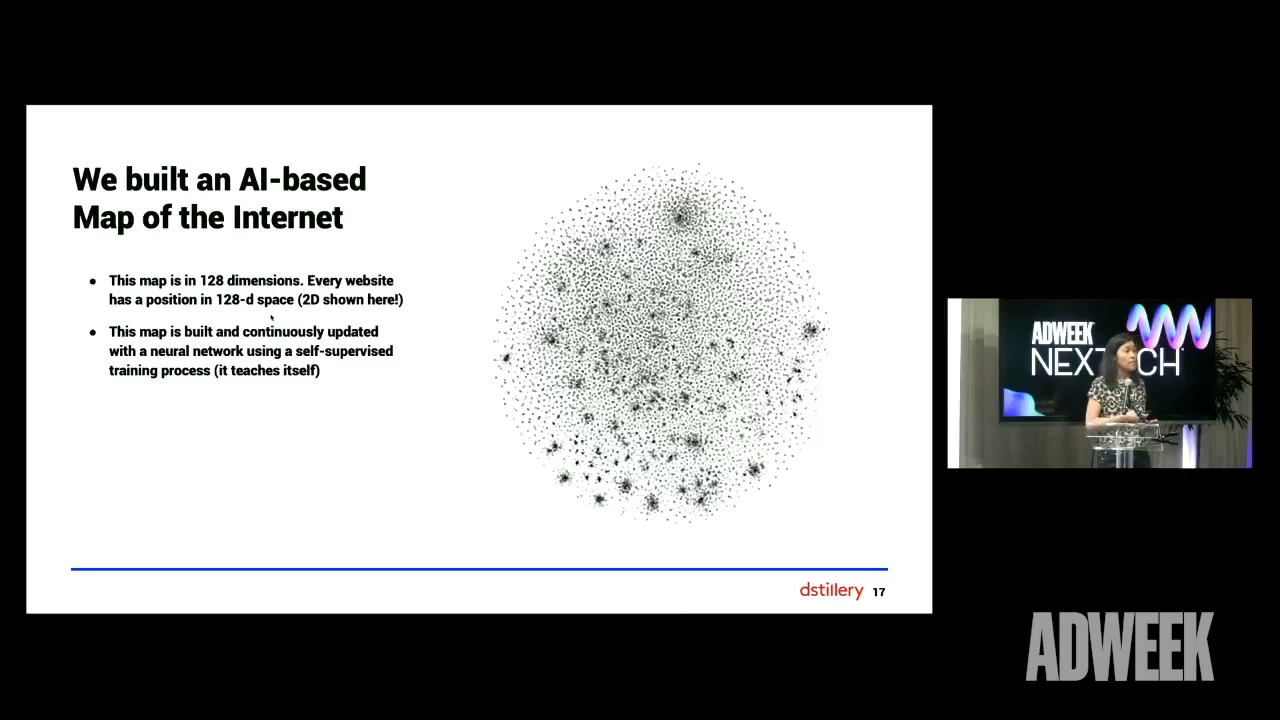 We built an AI-based
Map of the Internet
● This map is in 128 dimensions. Every website
has a position in 128-d space (2D shown here!)
● This map is built and continuously updated
with a neural network using a self-supervised
training process (it teaches itself)
dstillery 17
ADWEEK
ADWEEK